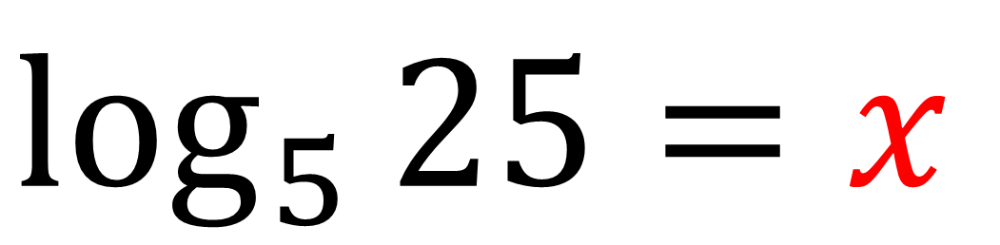 log₅ 25 = x